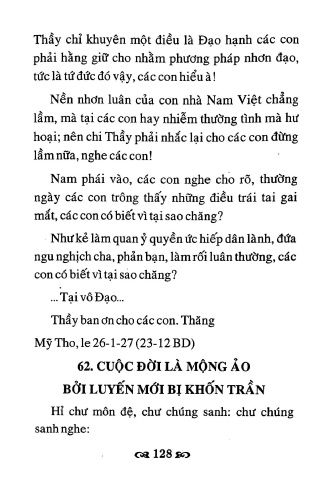 Thầy chỉ khuyên một điều là Đạo hạnh các con
phải hằng giữ cho nhằm phương pháp nhơn đạo,
tức là tứ đức đó vậy, các con hiểu à!
Nền nhơn luân của con nhà Nam Việt chẳng
lầm, mà tại các con hay nhiễm thường tình mà hư
hoại; nên chi Thầy phải nhắc lại cho các con đừng
lầm nữa, nghe các con!
Nam phái vào, các con nghe cho rõ, thường
ngày các con trông thấy những điều trái tai gai
mắt, các con có biết vì tại sao chăng?
Như kẻ làm quan ỷ quyền ức hiếp dân lành, đứa
ngu nghịch cha, phản bạn, làm rối luân thường, các
con có biết vì tại sao chăng?
...Tại vô Đạo...
Thầy ban ơn cho các con. Thăng
Mỹ Tho, le 26-1-27 (23-12 BD)
62. CUỘC ĐỜI LÀ MỘNG ẢO
BỞI LUYẾN MỚI BỊ KHỐN TRẦN
Hỉ chư môn đệ, chư chúng sanh: chư chúng
sanh nghe:
128